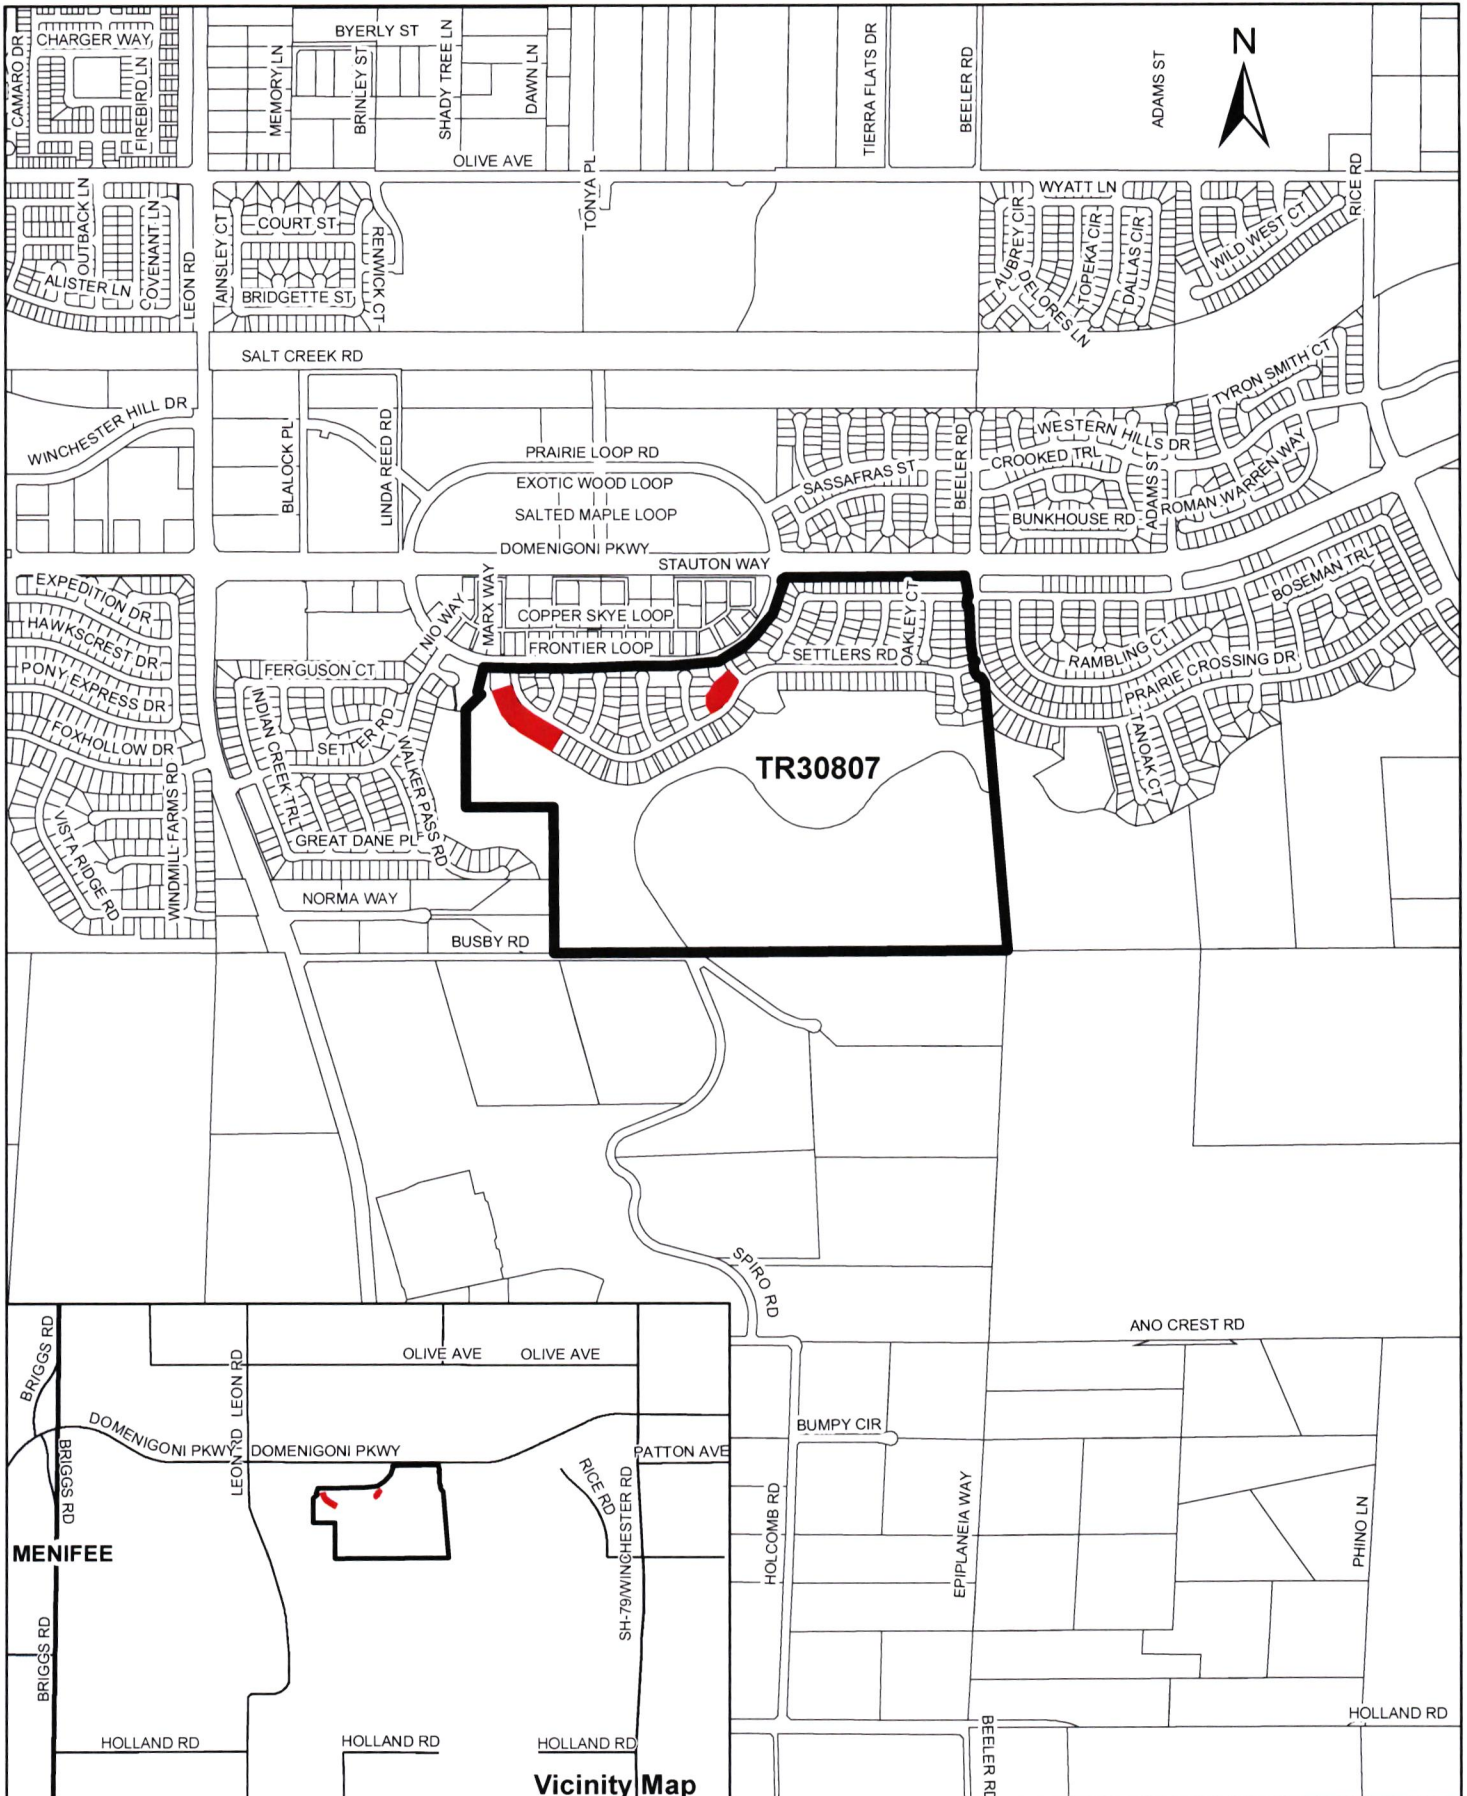 BYERLY ST
CHARGER WAY
CAMARO DR
FIREBIRD LN
MEMORY LN
BRINLEY ST
SHADY TREE LN
DAWN LN
TIERRA FLATS DR
BEELER RD
ADAMS ST
N
OLIVE AVE
TONYA PL
WYATT LN
RICE RD
OUTBACK LN
COVENANT LN
LEON RD
AINSLEY CT
COURT ST
RENWICK CT
AUBREY CIR
TOPEKA CIR
DALLAS CIR
WILD WEST CT
ALISTER LN
BRIDGETTE ST
DELORES LN
SALT CREEK RD
TYRON SMITH CT
WINCHESTER HILL DR
BLALOCK PL
LINDA REED RD
PRAIRIE LOOP RD
EXOTIC WOOD LOOP
SALTED MAPLE LOOP
SASSAFRAS ST
BEELER RD
WESTERN HILLS DR
CROOKED TRL
ADAMS ST
ROMAN WARREN WAY
BUNKHOUSE RD
DOMENIGONI PKWY
STAUTON WAY
BOSEMAN TRL
EXPEDITION DR
HAWKSCREST DR
PONY EXPRESS DR
FOXHOLLOW DR
NIO WAY
MARX WAY
COPPER SKYE LOOP
FRONTIER LOOP
OAKLEY CT
SETTLERS RD
RAMBLING CT
PRAIRIE CROSSING DR
TANOAK CT
FERGUSON CT
INDIAN CREEK TRL
SETTER RD
WALKER PASS RD
TR30807
VISTA RIDGE RD
WINDMILL FARMS RD
GREAT DANE PL
NORMA WAY
BUSBY RD
SPIRO RD
ANO CREST RD
BUMPY CIR
HOLCOMB RD
EPIPLANEIA WAY
PHINO LN
HOLLAND RD
BEELER RD
BRIGGS RD
LEON RD
OLIVE AVE
OLIVE AVE
DOMENIGONI PKWY
LEON RD
DOMENIGONI PKWY
PATTON AVE
BRIGGS RD
RICE RD
SH-79/WINCHESTER RD
MENIFEE
BRIGGS RD
HOLLAND RD
HOLLAND RD
HOLLAND RD
Vicinity Map